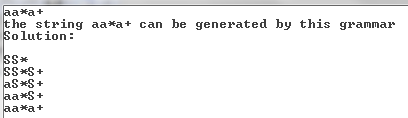 aa*a+
the string aa*a+ can be generated by this grammar
Solution:
SS*
SS*S+
aS*S+
aa*S+
aa*a+